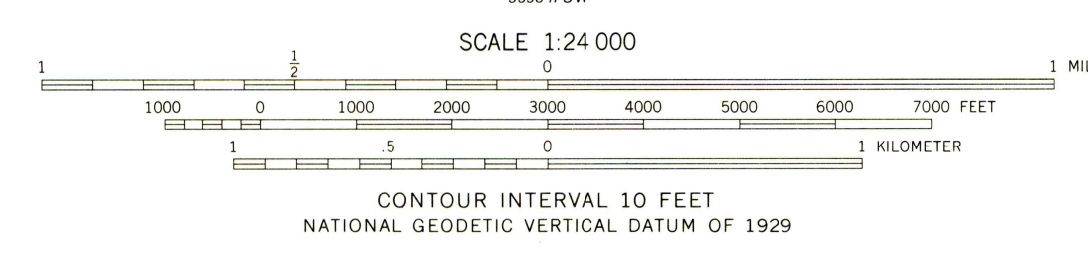 SCALE 1:24 000
1 1/2 0 1
1000 0 1000 2000 3000 4000 5000 6000 7000 FEET
1 .5 0 1 KILOMETER
CONTOUR INTERVAL 10 FEET
NATIONAL GEODETIC VERTICAL DATUM OF 1929